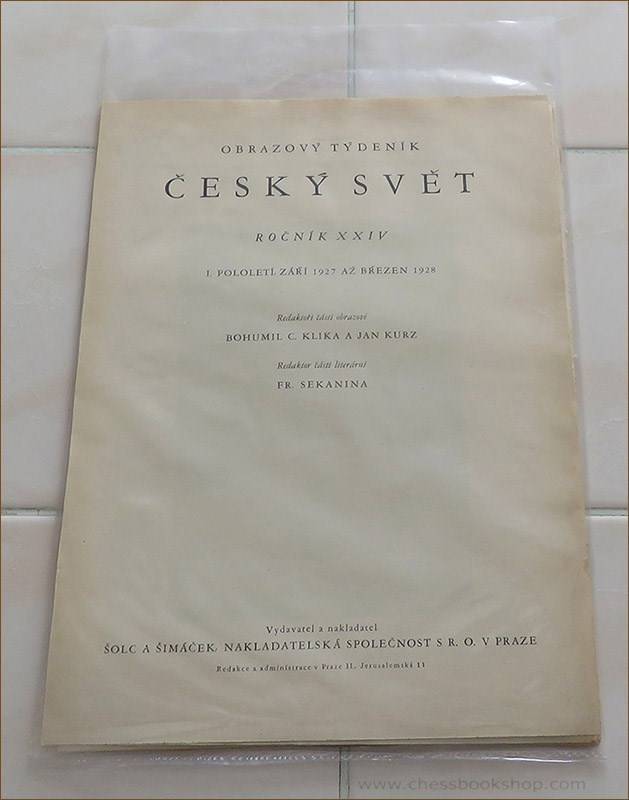 OBRAZOVÝ TÝDENÍK
ČESKÝ SVĚT
ROČNÍK XXIV
I. POLOLETÍ ZÁŘÍ 1927 AŽ BŘEZEN 1928
Redaktoři části obrazové
BOHUMIL C. KLIKA A JAN KURZ
Redaktor části literární
FR. SEKANINA
Vydavatel a nakladatel
ŠOLC A ŠIMÁČEK, NAKLADATELSKÁ SPOLEČNOST S R. O. V PRAZE
Redakce a administrace v Praze II. Jerusalemská 11
www.chessbookshop.com